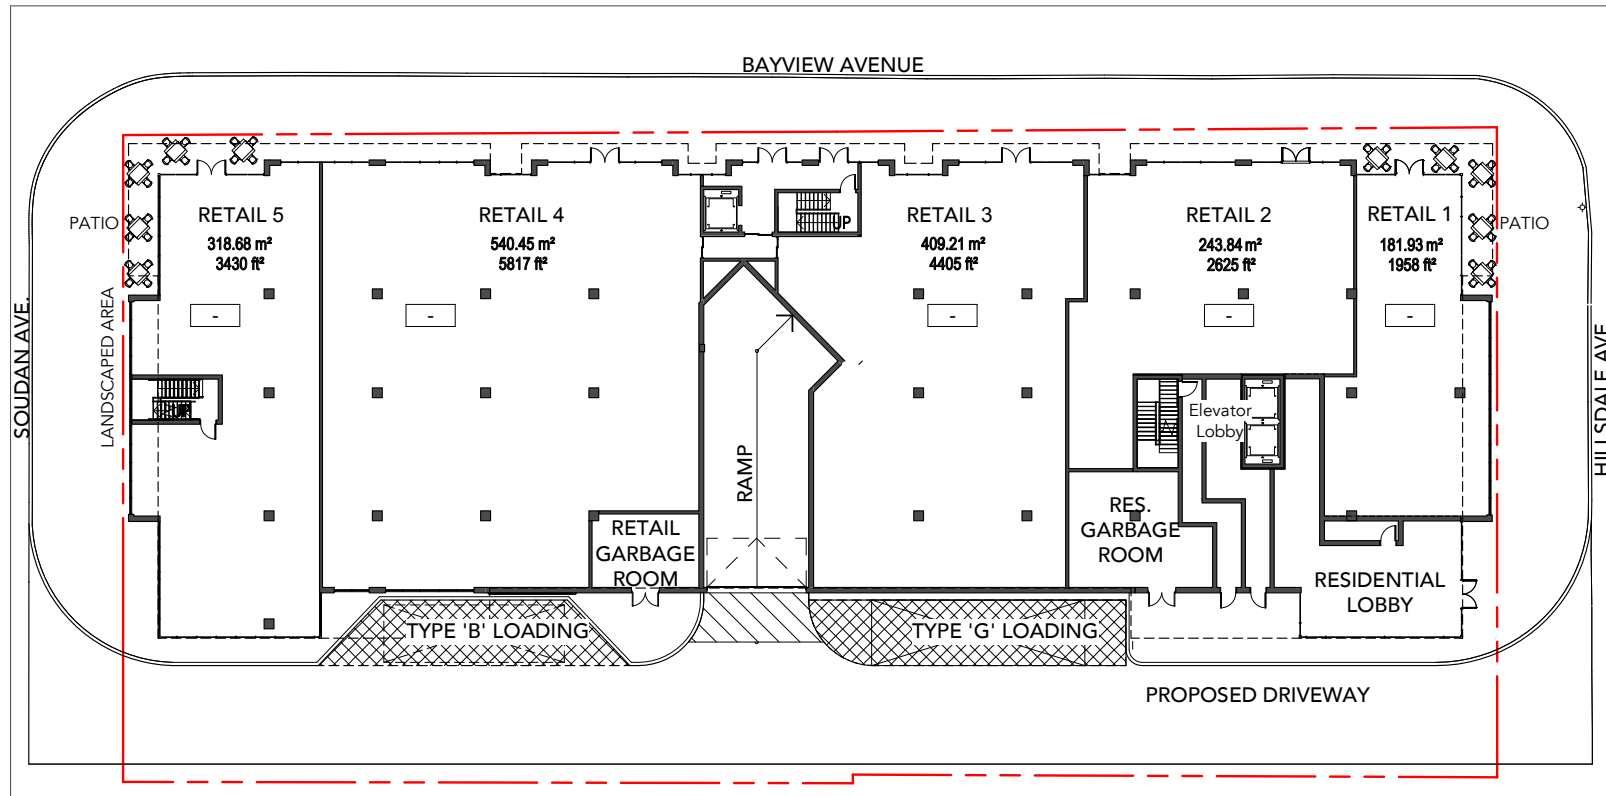 BAYVIEW AVENUE
RETAIL 5
318.68 m²
3430 ft²
RETAIL 4
540.45 m²
5817 ft²
UP
RETAIL 3
409.21 m²
4405 ft²
RETAIL 2
243.84 m²
2625 ft²
RETAIL 1
181.93 m²
1958 ft²
PATIO
PATIO
SOUDAN AVE.
LANDSCAPED AREA
HILLSDALE AVE.
UP
Elevator
Lobby
RAMP
RETAIL
GARBAGE
ROOM
RES.
GARBAGE
ROOM
RESIDENTIAL
LOBBY
TYPE 'B' LOADING
TYPE 'G' LOADING
PROPOSED DRIVEWAY